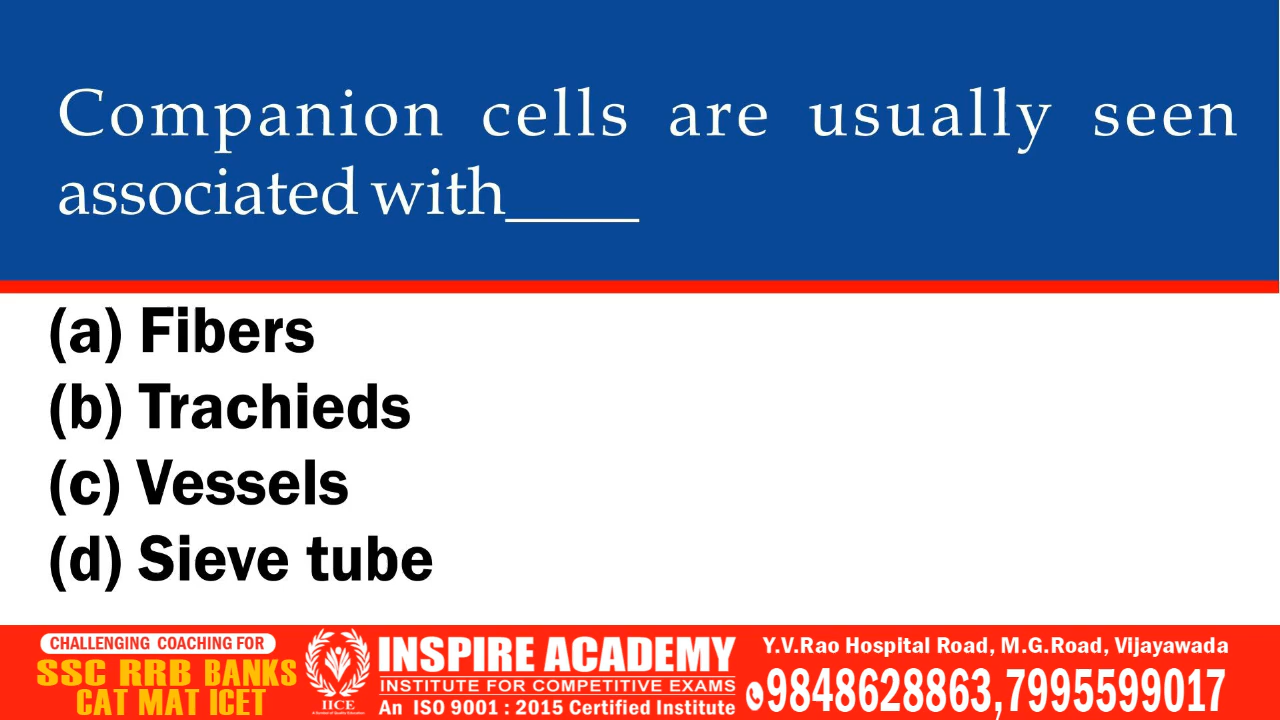 Companion cells are usually seen
associated with____
(a) Fibers
(b) Trachieds
(c) Vessels
(d) Sieve tube
CHALLENGING COACHING FOR
SSC RRB BANKS
CAT MAT ICET
IICE
INSPIRE ACADEMY
INSTITUTE FOR COMPETITIVE EXAMS
An ISO 9001 : 2015 Certified Institute
Y.V.Rao Hospital Road, M.G.Road, Vijayawada
9848628863,7995599017